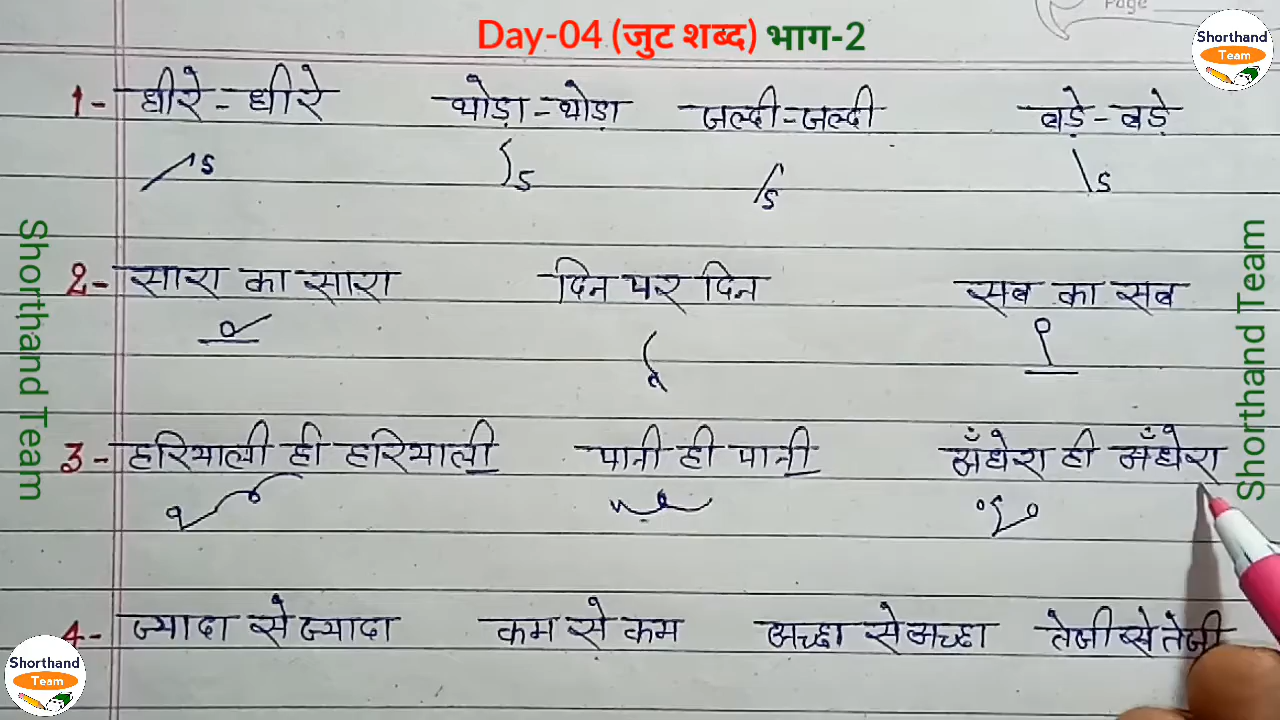 Page
Day-04 (जुट शब्द) भाग-2
Shorthand Team
1- धीरे-धीरे थोड़ा-थोड़ा जल्दी-जल्दी बड़े-बड़े
Shorthand Team
Shorthand Team
2- सारा का सारा दिन पर दिन सब का सब
3- हरियाली ही हरियाली पानी ही पानी अँधेरा ही अँधेरा
4- ज्यादा से ज्यादा कम से कम अच्छा से अच्छा तेजी से तेजी
Shorthand Team